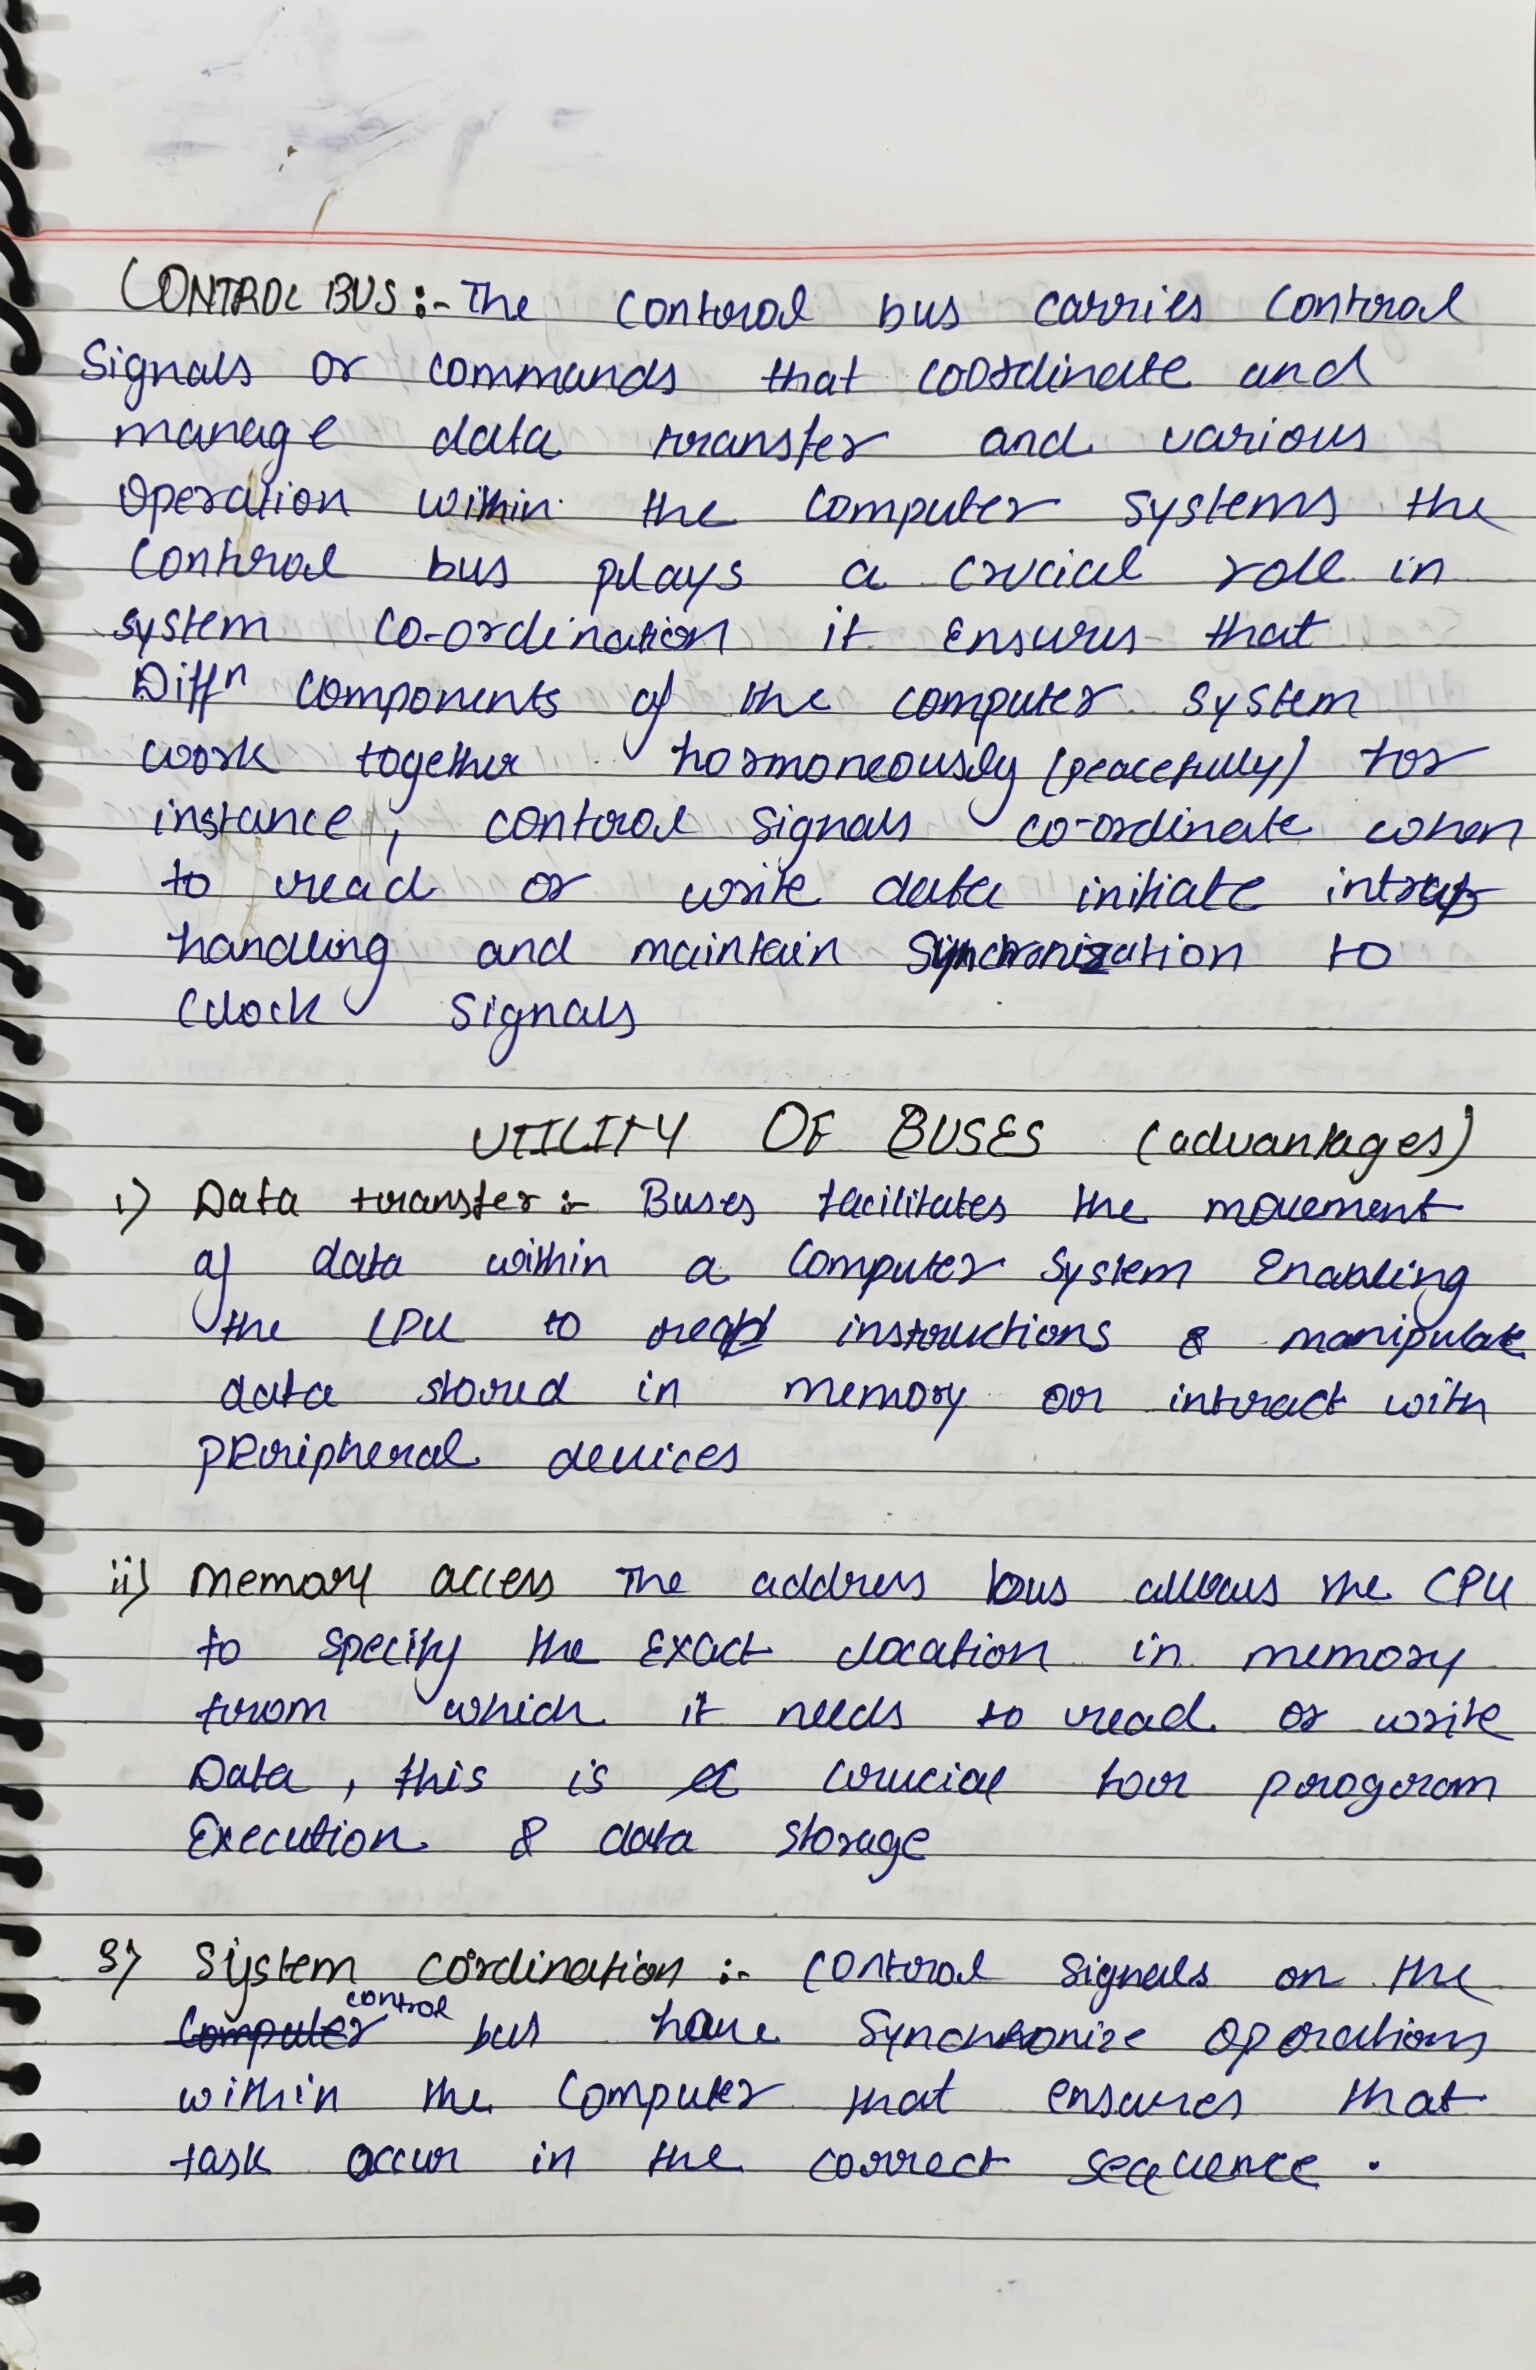 CONTROL BUS :- The control bus carries control
Signals or commands that coordinate and
manage data transfer and various
Operation within the computer systems the
control bus plays a crucial role in
system co-ordination it Ensures that
Diffn components of the computer system
work together hormoneously (peacefully) for
instance, control signals co-ordinate when
to read or write data initiate
handling and maintain Synchronization to
clock signals
UTILITY OF BUSES (advantages)
i) Data transfer :- Buses facilitates the movement
of data within a computer system Enabling
the CPU to read instructions & manipulate
data stored in memory or intract with
peripheral devices
ii) memory access The address bus allows the CPU
to specify the Exact location in memory
from which it needs to read or write
Data, this is crucial for program
Execution & data storage
3) System coordination :- control signals on the
control
Computer bus have Synchronize operations
within the computer that ensures that
task occur in the correct sequence.